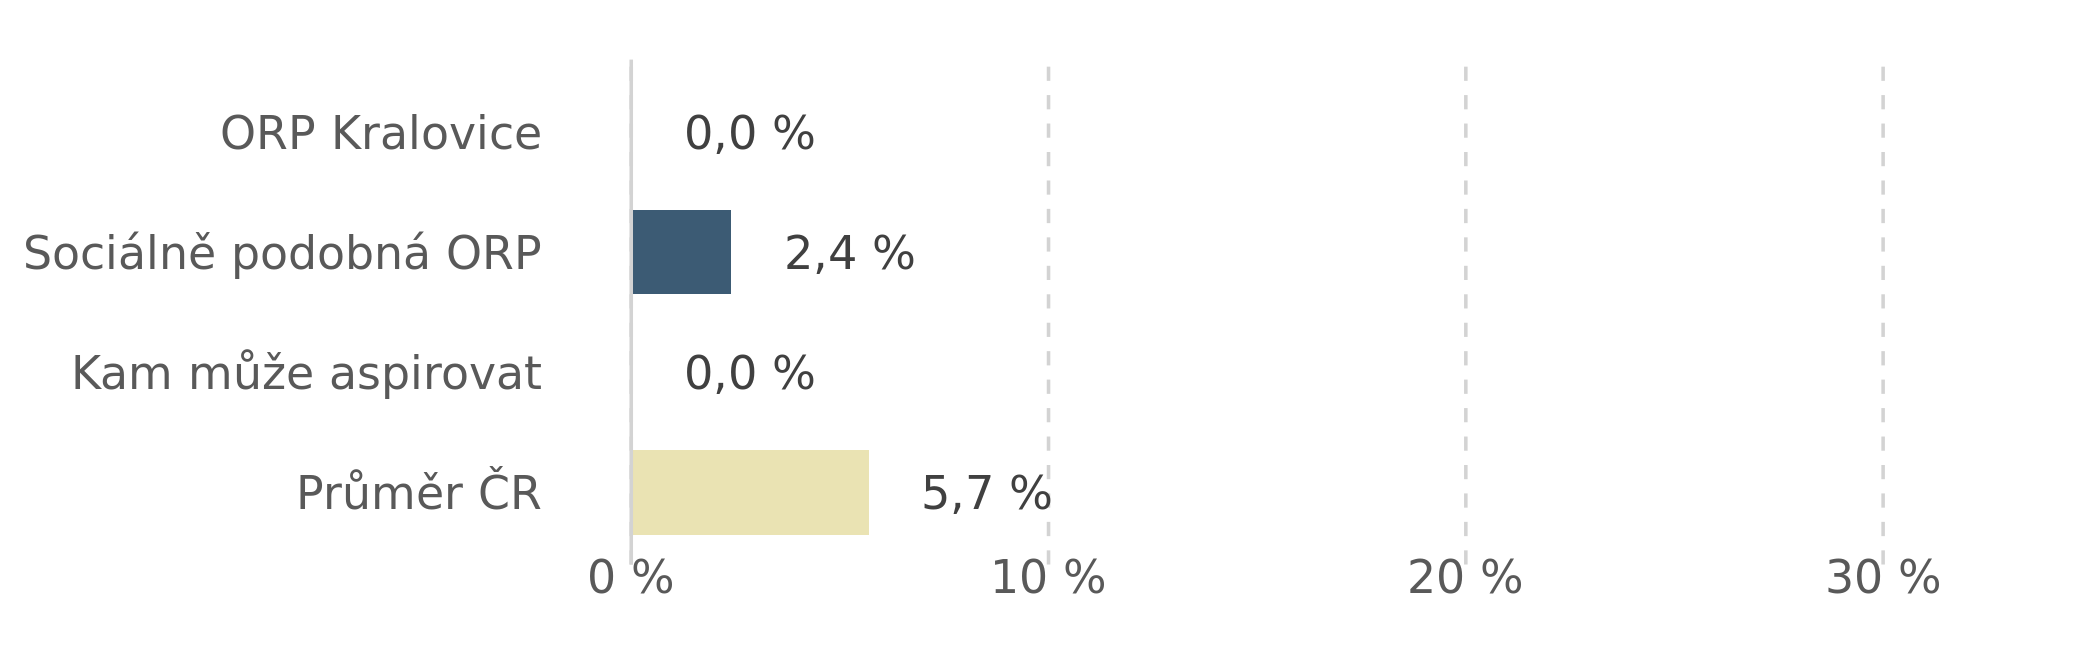 ORP Kralovice 0,0 %
Sociálně podobná ORP 2,4 %
Kam může aspirovat 0,0 %
Průměr ČR 5,7 %
0 % 10 % 20 % 30 %